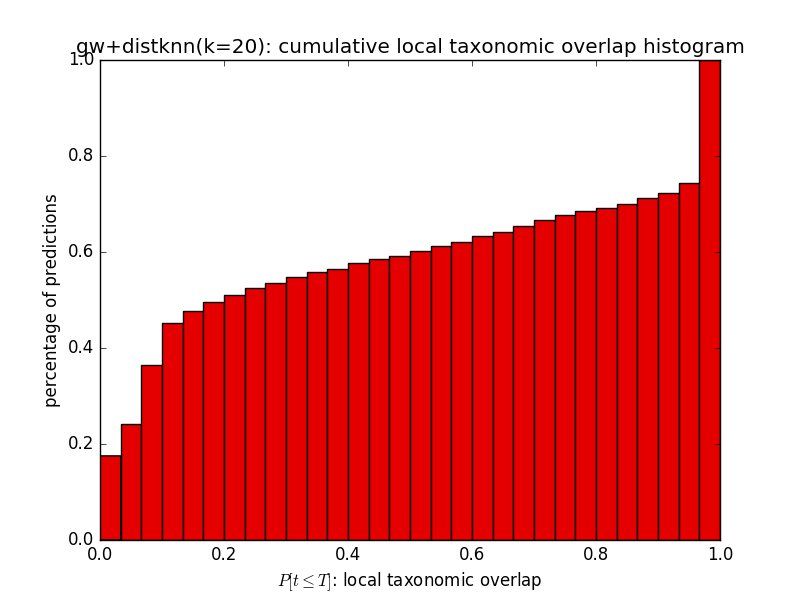 gw+distknn(k=20): cumulative local taxonomic overlap histogram
1.0
0.8
0.6
0.4
0.2
0.0
percentage of predictions
0.0 0.2 0.4 0.6 0.8 1.0
P[t ≤ T]: local taxonomic overlap